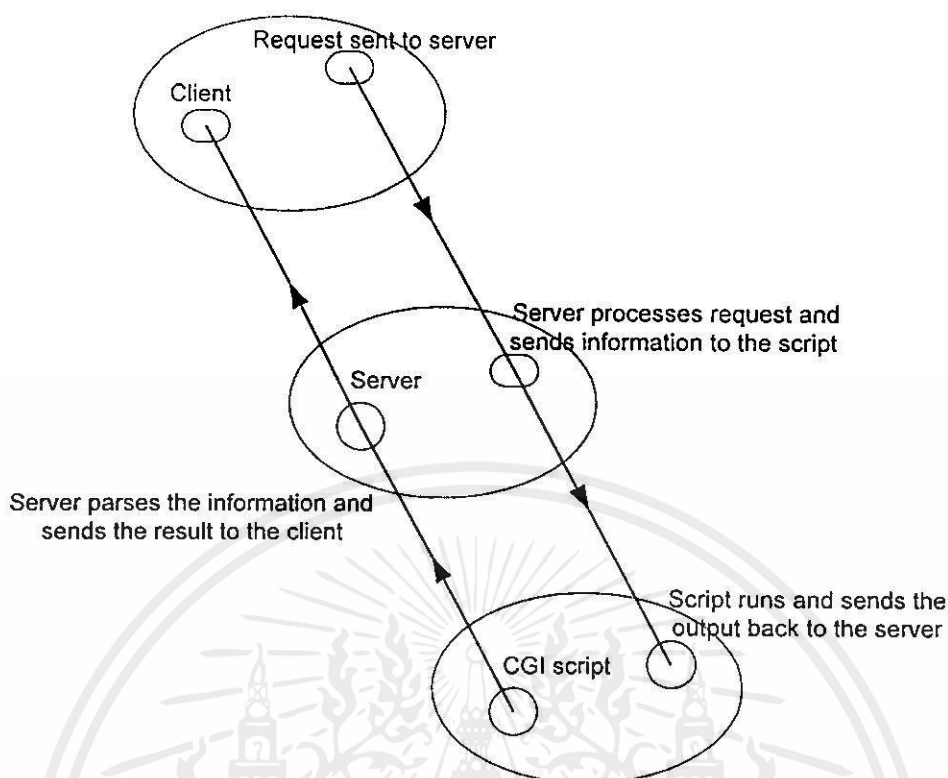 Request sent to server
Client
Server processes request and
sends information to the script
Server
Server parses the information and
sends the result to the client
Script runs and sends the
output back to the server
CGI script